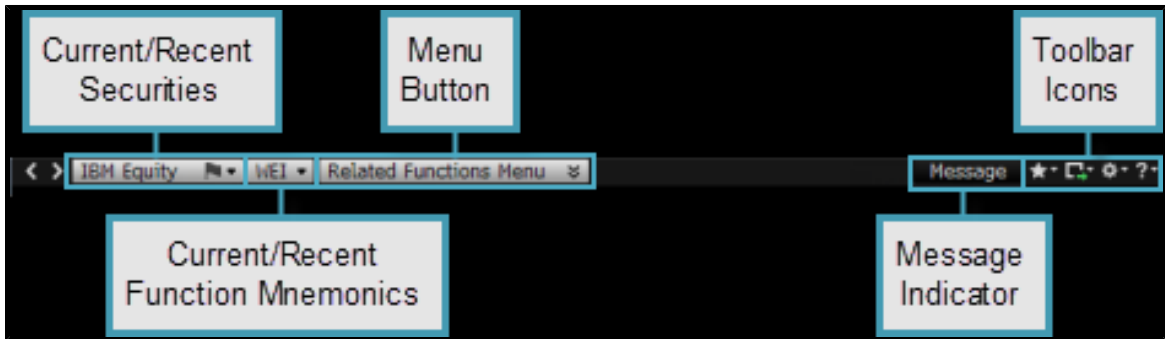 Current/Recent
Securities
Menu
Button
Toolbar
Icons
< > IBM Equity WEI Related Functions Menu Message ?
Current/Recent
Function Mnemonics
Message
Indicator